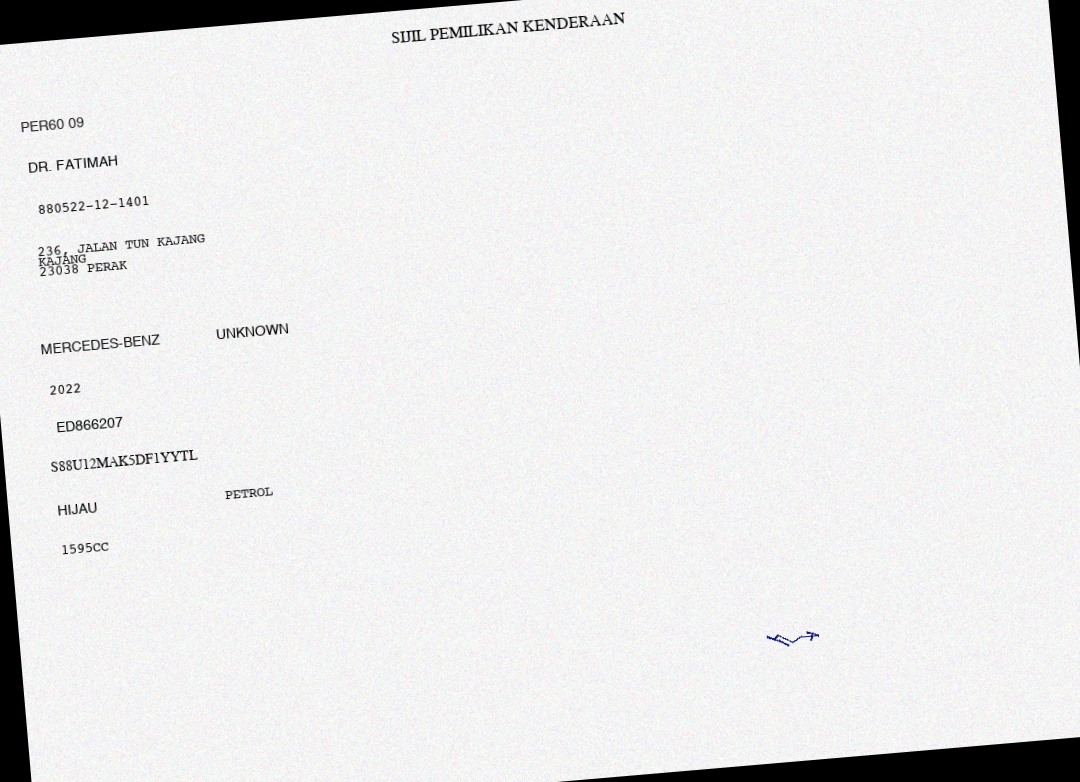 SIJIL PEMILIKAN KENDERAAN
PER60 09
DR. FATIMAH
880522-12-1401
236, JALAN TUN KAJANG
KAJANG
23038 PERAK
MERCEDES-BENZ UNKNOWN
2022
ED866207
S88U12MAK5DF1YYTL
HIJAU PETROL
1595CC